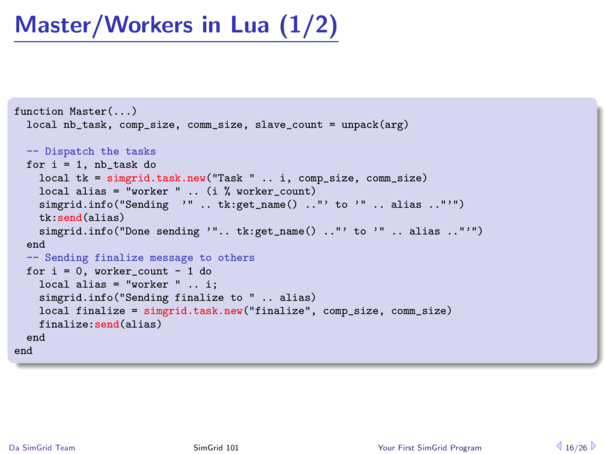 Master/Workers in Lua (1/2)
function Master(...)
local nb_task, comp_size, comm_size, slave_count = unpack(arg)
-- Dispatch the tasks
for i = 1, nb_task do
local tk = simgrid.task.new("Task " .. i, comp_size, comm_size)
local alias = "worker " .. (i % worker_count)
simgrid.info("Sending  '" .. tk:get_name() .."' to '" .. alias .."'")
tk:send(alias)
simgrid.info("Done sending '".. tk:get_name() .."' to '" .. alias .."'")
end
-- Sending finalize message to others
for i = 0, worker_count - 1 do
local alias = "worker " .. i;
simgrid.info("Sending finalize to " .. alias)
local finalize = simgrid.task.new("finalize", comp_size, comm_size)
finalize:send(alias)
end
end
Da SimGrid Team SimGrid 101 Your First SimGrid Program 16/26